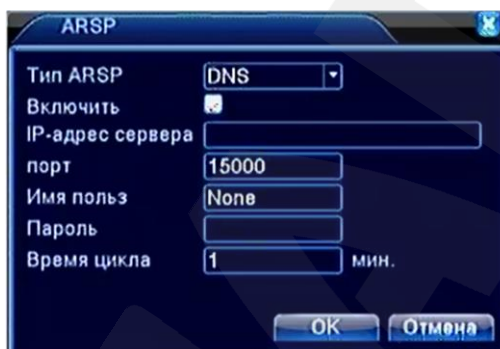 ARSP
Тип ARSP DNS
Включить
IP-адрес сервера
порт 15000
Имя польз None
Пароль
Время цикла 1 мин.
OK Отмена